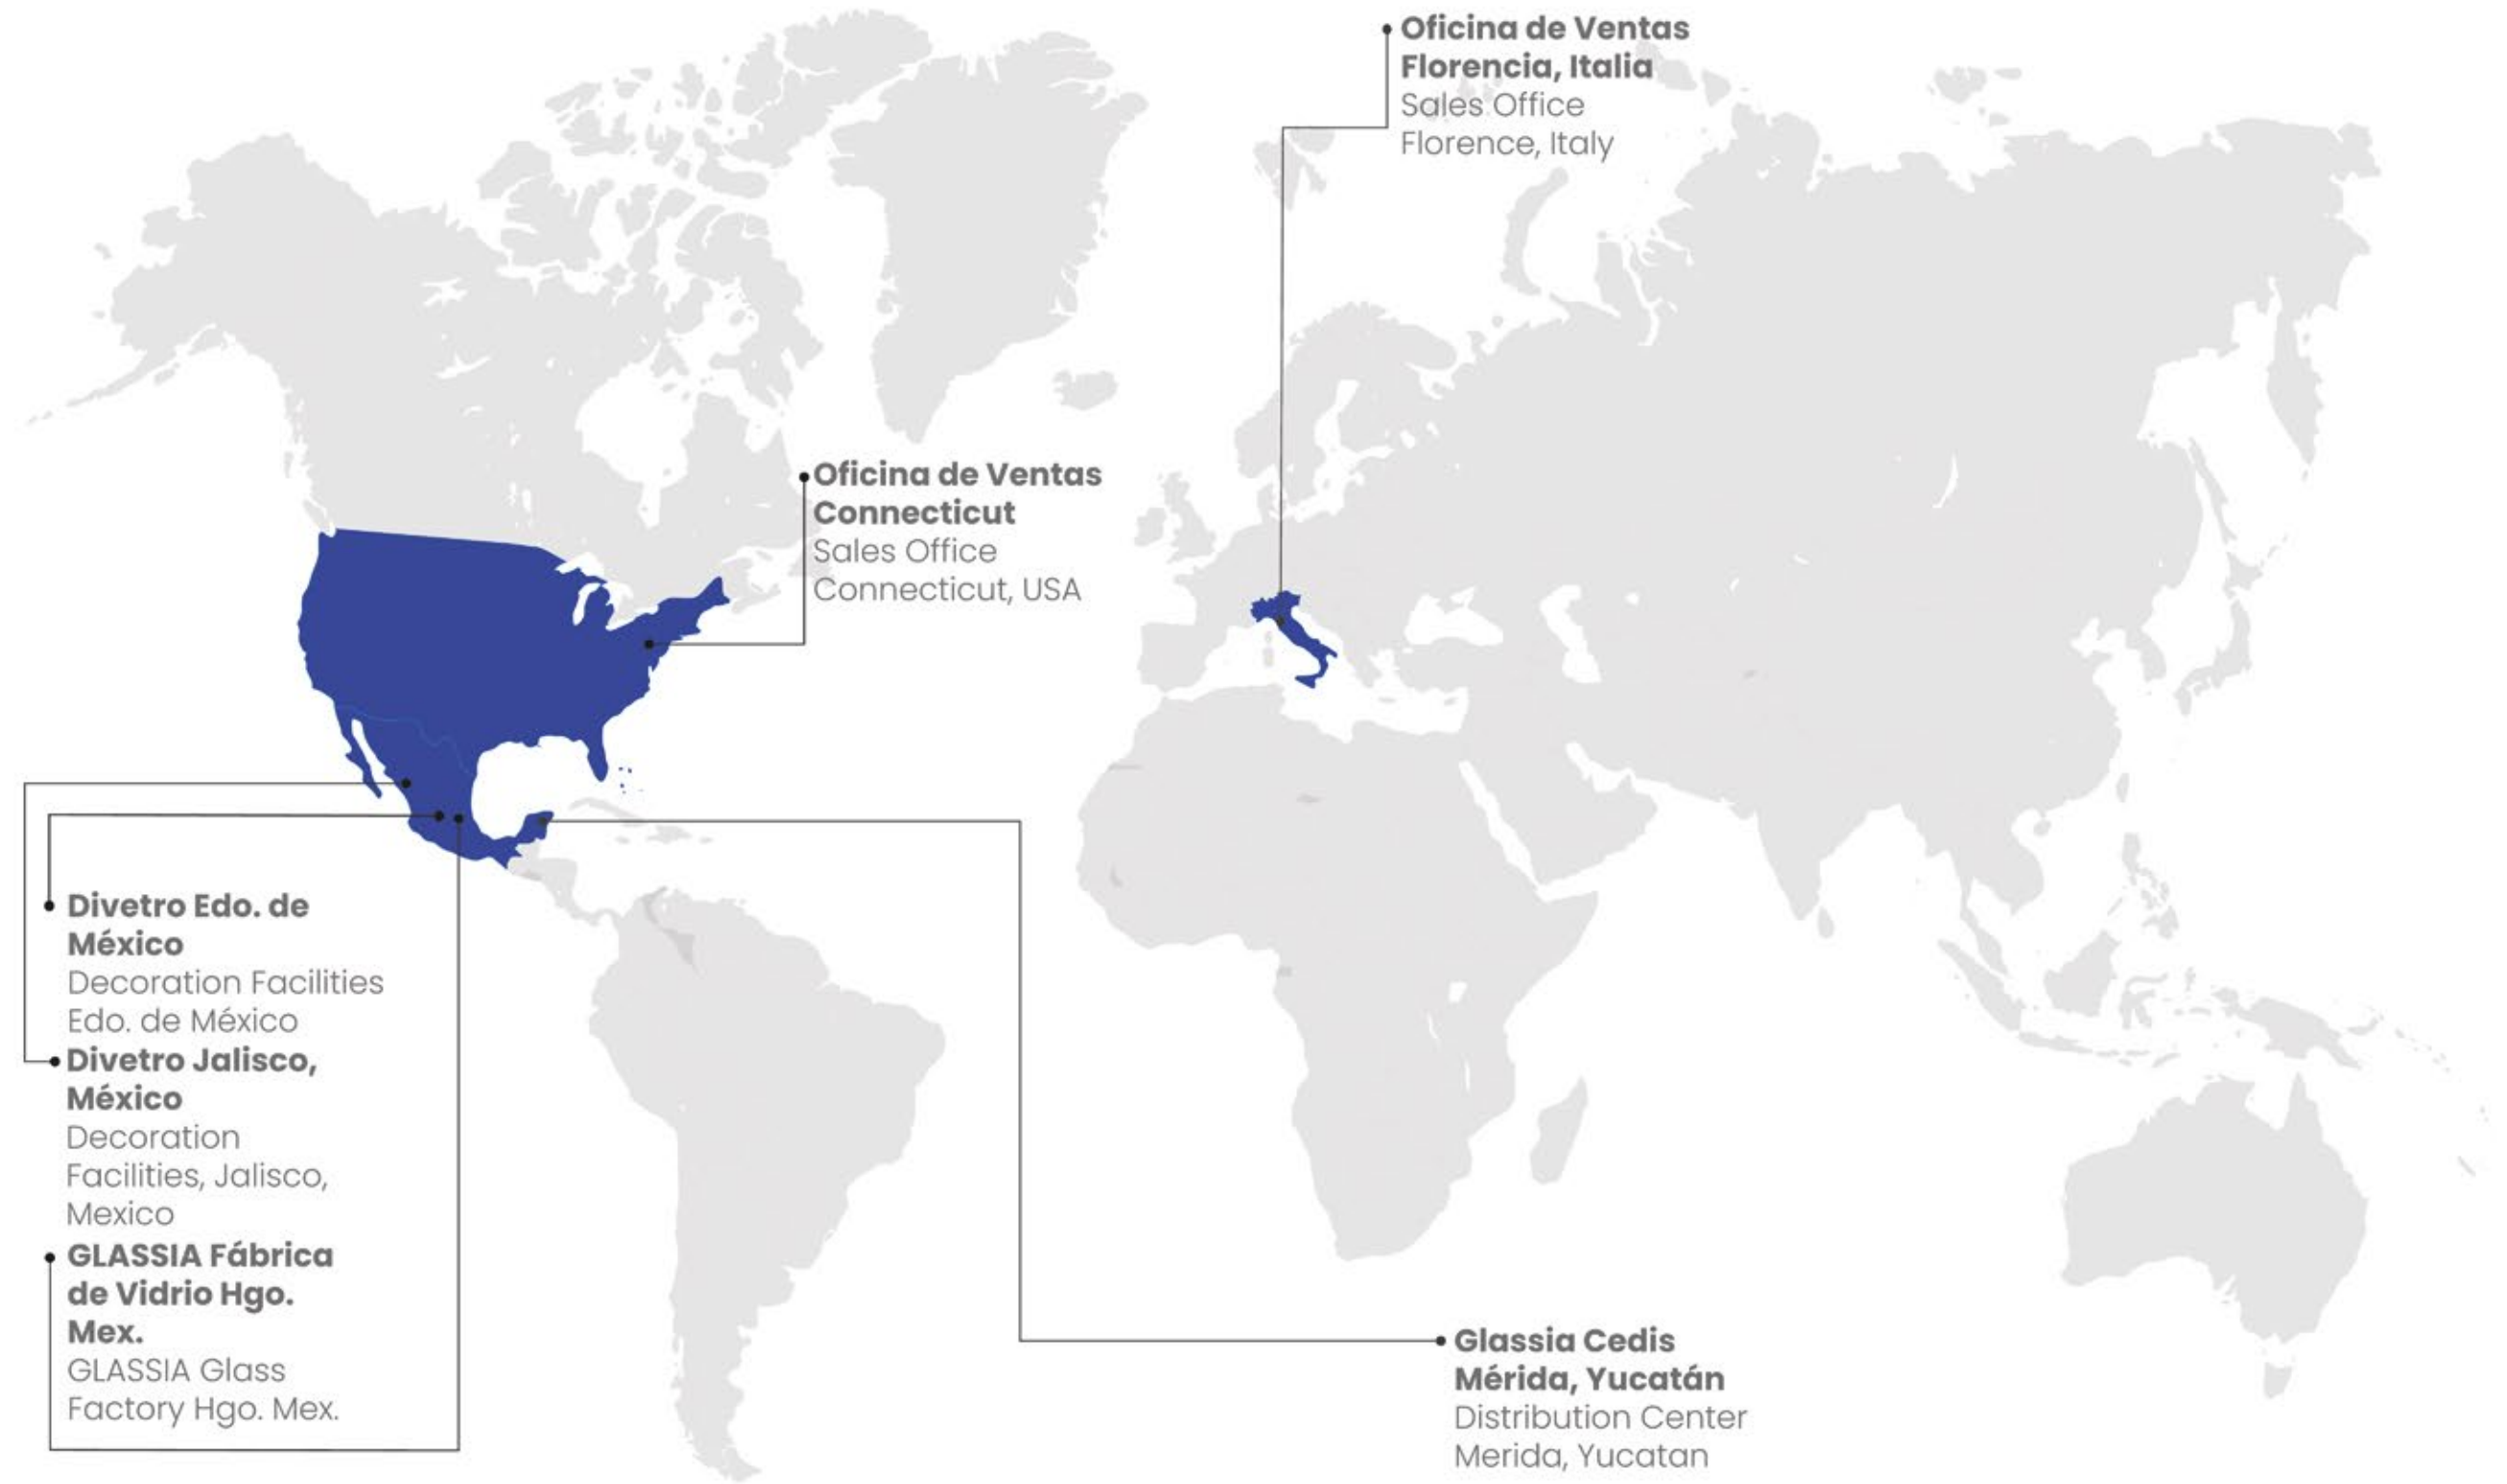 Oficina de Ventas
Florencia, Italia
Sales Office
Florence, Italy
Oficina de Ventas
Connecticut
Sales Office
Connecticut, USA
Divetro Edo. de
México
Decoration Facilities
Edo. de México
Divetro Jalisco,
México
Decoration
Facilities, Jalisco,
Mexico
GLASSIA Fábrica
de Vidrio Hgo.
Mex.
GLASSIA Glass
Factory Hgo. Mex.
Glassia Cedis
Mérida, Yucatán
Distribution Center
Merida, Yucatan